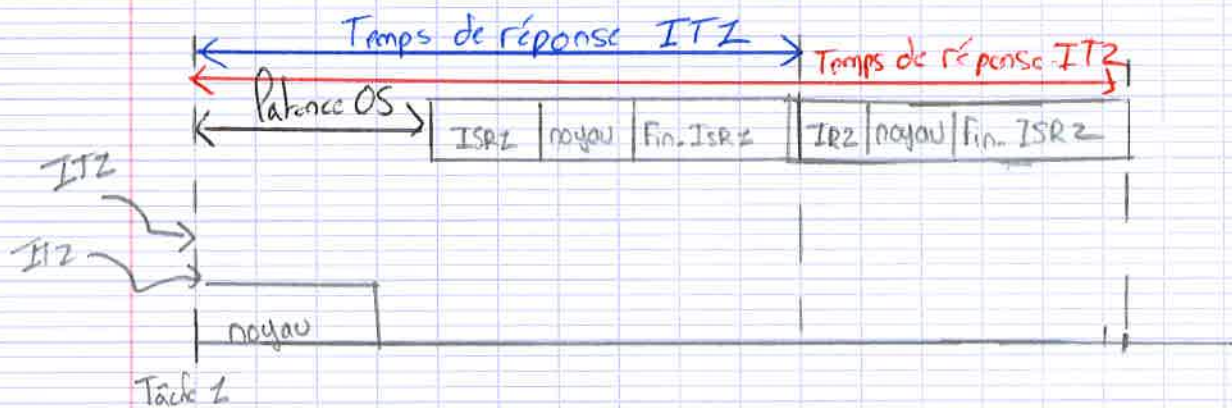 Temps de réponse IT1
Temps de réponse IT2
Latence OS
ISR1 noyau Fin. ISR1 IR2 noyau Fin. ISR2
IT1
IT2
noyau
Tâche 1